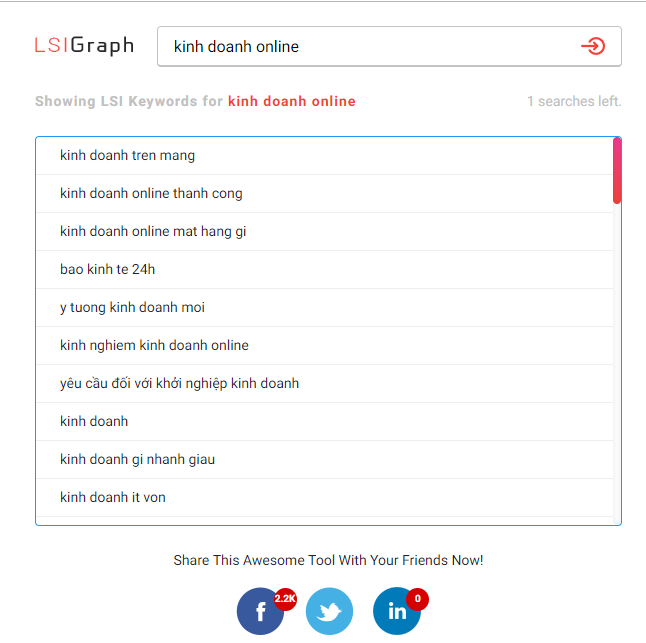 LSIGraph
kinh doanh online
Showing LSI Keywords for kinh doanh online
1 searches left.
kinh doanh tren mang
kinh doanh online thanh cong
kinh doanh online mat hang gi
bao kinh te 24h
y tuong kinh doanh moi
kinh nghiem kinh doanh online
yêu cầu đối với khởi nghiệp kinh doanh
kinh doanh
kinh doanh gi nhanh giau
kinh doanh it von
Share This Awesome Tool With Your Friends Now!
f 2.2K
in 0